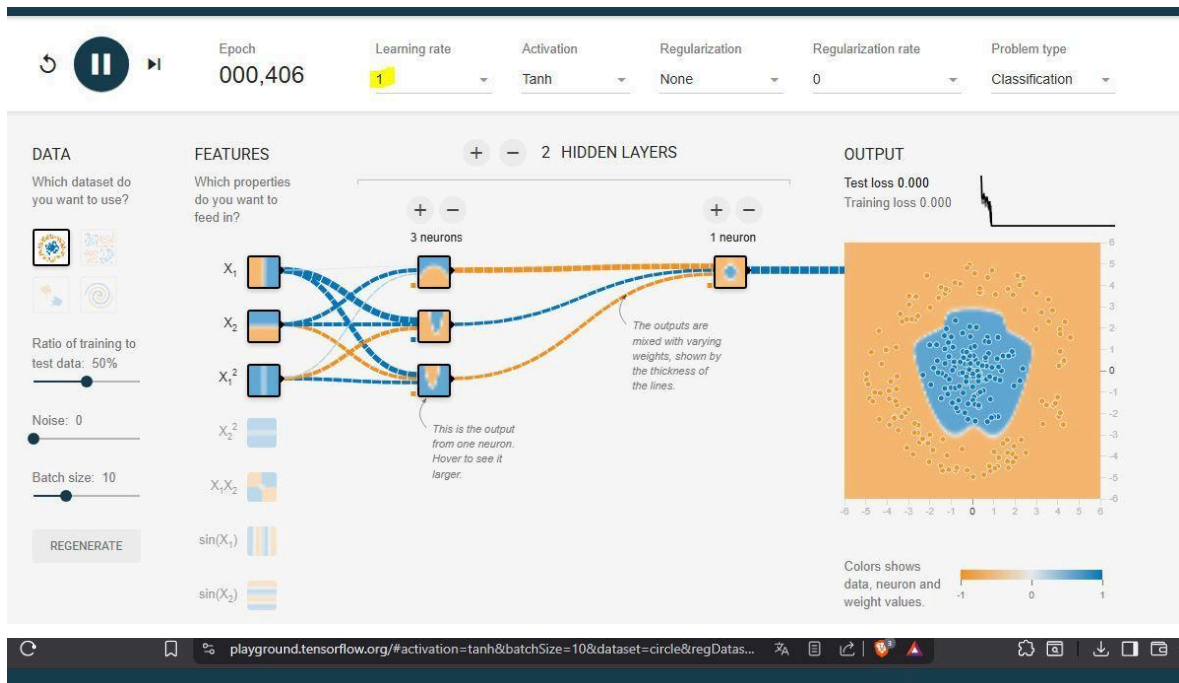 Epoch
000,406
Learning rate
1
Activation
Tanh
Regularization
None
Regularization rate
0
Problem type
Classification
DATA
Which dataset do
you want to use?
Ratio of training to
test data: 50%
Noise: 0
Batch size: 10
REGENERATE
FEATURES
Which properties
do you want to
feed in?
X₁
X₂
X₁²
X₂²
X₁X₂
sin(X₁)
sin(X₂)
+ − 2 HIDDEN LAYERS
+ −
3 neurons
+ −
1 neuron
This is the output
from one neuron.
Hover to see it
larger.
The outputs are
mixed with varying
weights, shown by
the thickness of
the lines.
OUTPUT
Test loss 0.000
Training loss 0.000
6
5
4
3
2
1
0
-1
-2
-3
-4
-5
-6
-6 -5 -4 -3 -2 -1 0 1 2 3 4 5 6
Colors shows
data, neuron and
weight values.
-1 0 1
playground.tensorflow.org/#activation=tanh&batchSize=10&dataset=circle&regDatas...
3